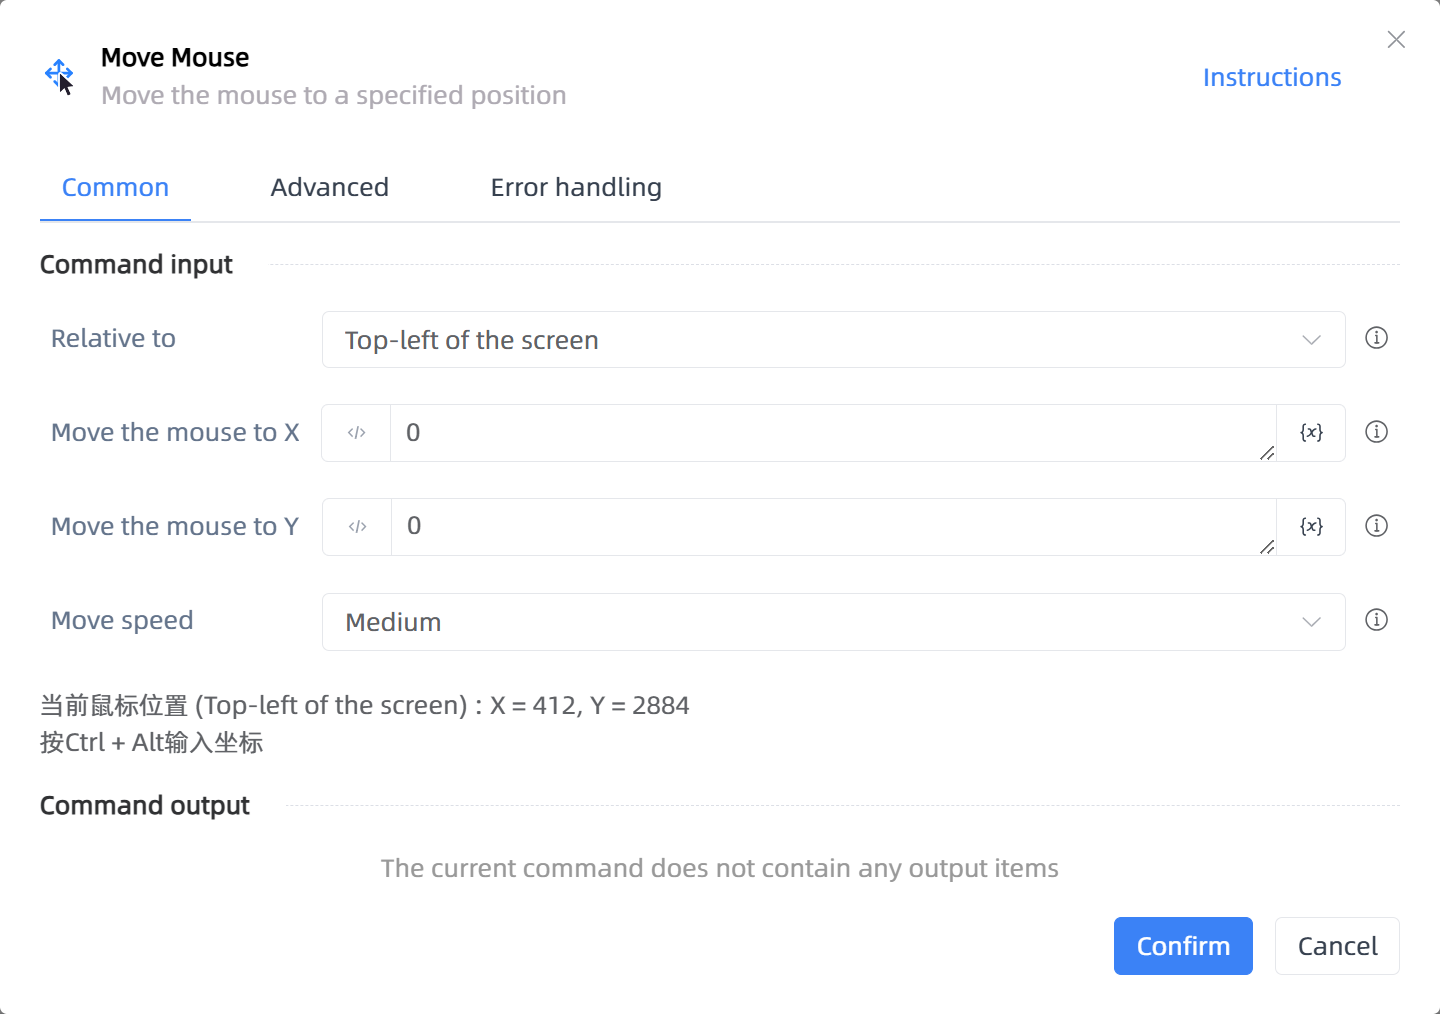 Move Mouse
Move the mouse to a specified position
Instructions
Common
Advanced
Error handling
Command input
Relative to
Top-left of the screen
Move the mouse to X
</>
0
{x}
Move the mouse to Y
</>
0
{x}
Move speed
Medium
当前鼠标位置 (Top-left of the screen) : X = 412, Y = 2884
按Ctrl + Alt输入坐标
Command output
The current command does not contain any output items
Confirm
Cancel